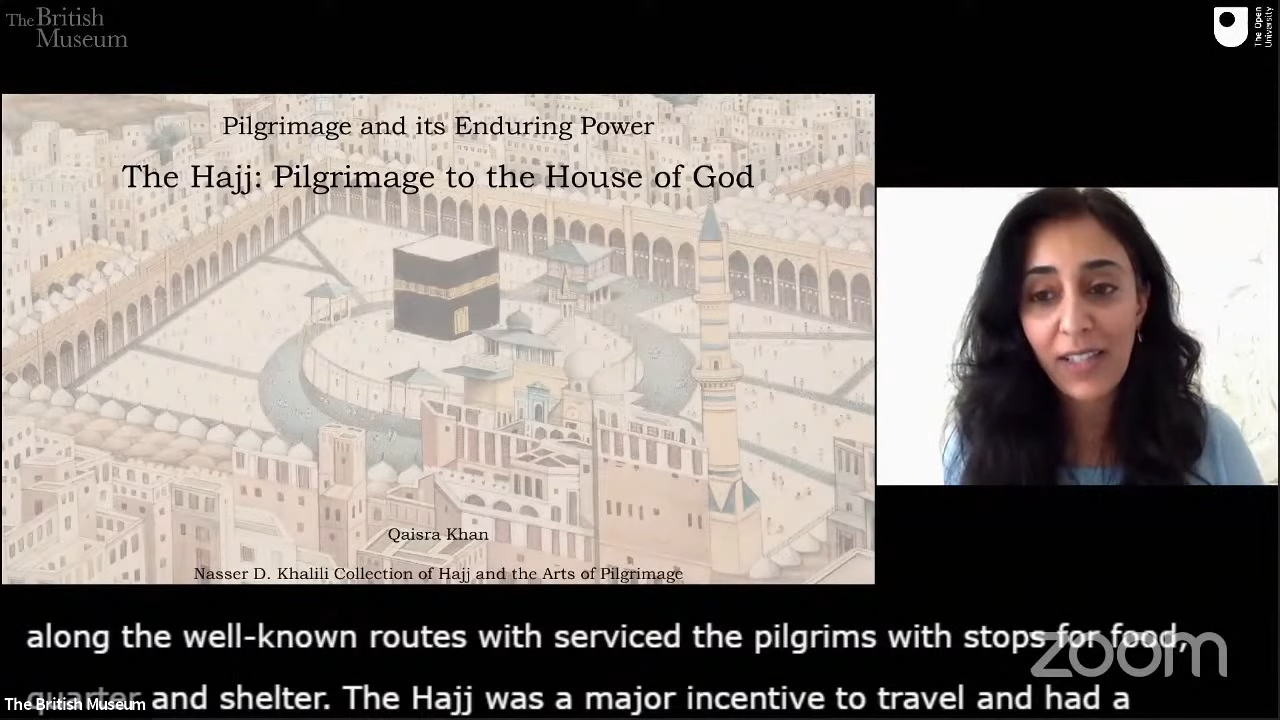 The British
Museum
The Open
University
Pilgrimage and its Enduring Power
The Hajj: Pilgrimage to the House of God
Qaisra Khan
Nasser D. Khalili Collection of Hajj and the Arts of Pilgrimage
along the well-known routes with serviced the pilgrims with stops for food,
zoom
quarter and shelter. The Hajj was a major incentive to travel and had a
The British Museum